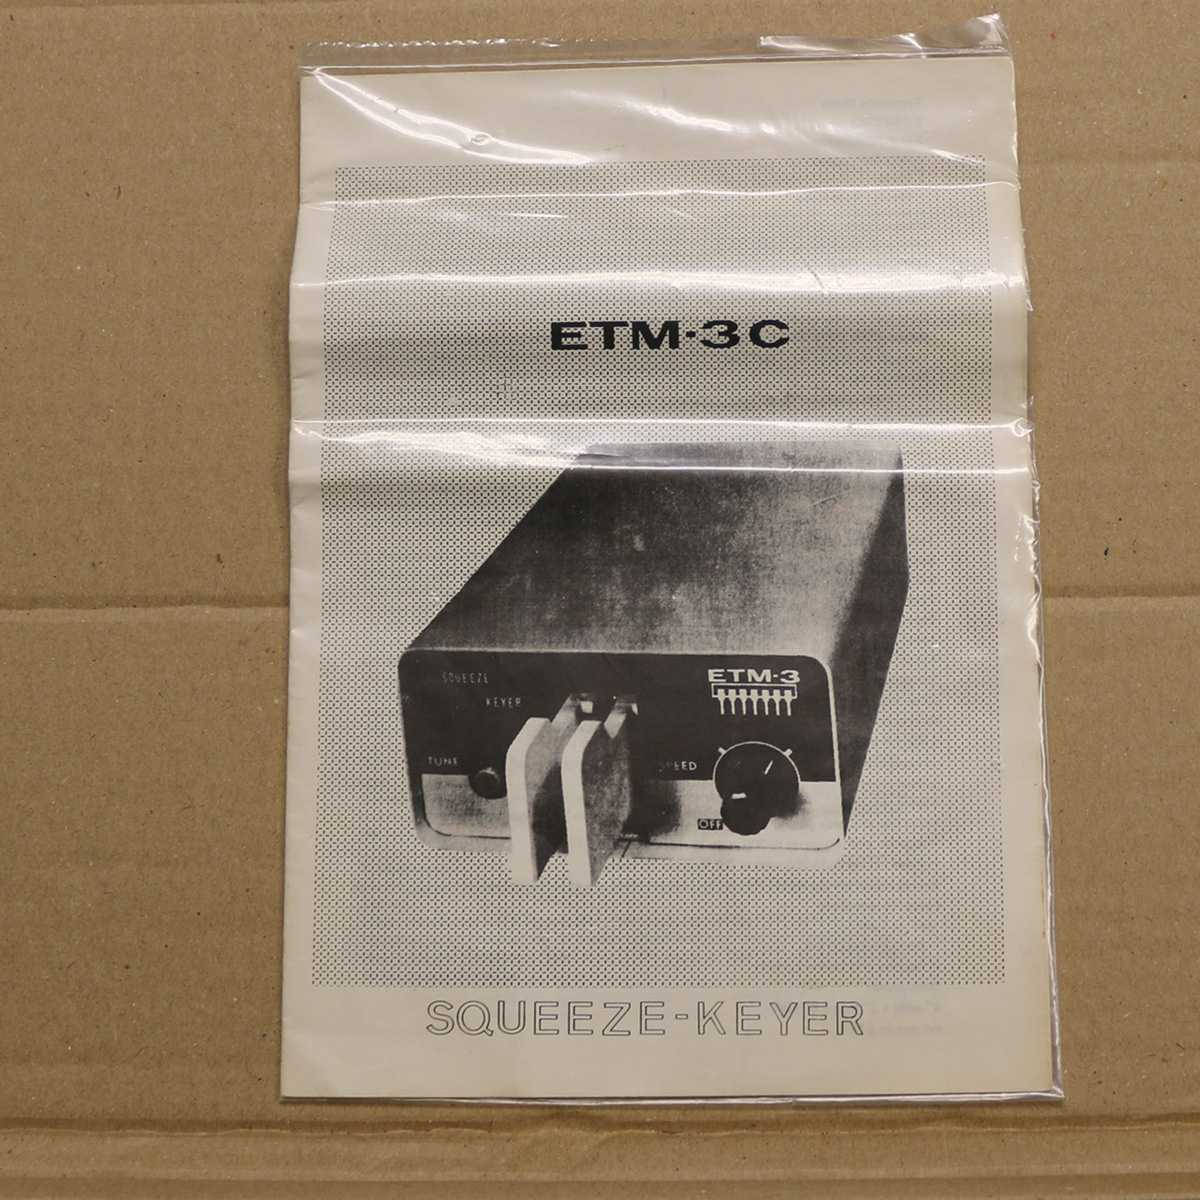 ETM-3C
SQUEEZE
KEYER
ETM-3
TUNE
SPEED
OFF
SQUEEZE-KEYER